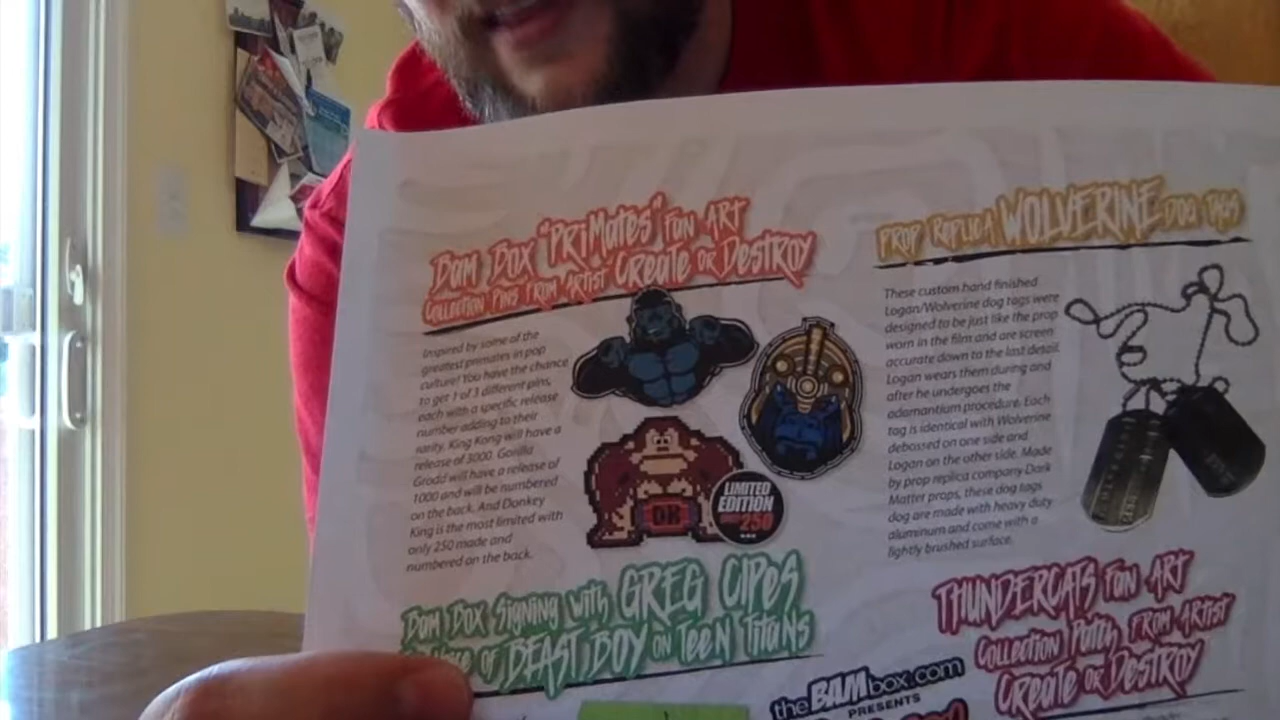 BAM BOX "PRiMates" FAN ART
COLLECTION PINS FROM ARTIST CReate OR DestROY
Inspired by some of the
greatest primates in pop
culture! You have the chance
to get 1 of 3 different pins,
each with a specific release
number adding to their
rarity. King Kong will have a
release of 3000. Gorilla
Grodd will have a release of
1000 and will be numbered
on the back. And Donkey
King is the most limited with
only 250 made and
numbered on the back.
DK
LIMITED
EDITION
250
PROP REPLICA WOLVERINE DOG TAGS
These custom hand finished
Logan/Wolverine dog tags were
designed to be just like the prop
worn in the film and are screen
accurate down to the last detail.
Logan wears them during and
after he undergoes the
adamantium procedure. Each
tag is identical with Wolverine
debossed on one side and
Logan on the other side. Made
by prop replica company Dark
Matter props, these dog tags
dog are made with heavy duty
aluminum and come with a
lightly brushed surface.
BAM BOX SIGNING WITH GREG CIPES
OF BEAST BOY ON TEEN TITANS
THUNDERCATS FAN ART
COLLECTION PATCH FROM ARTIST
CReate OR DestROY
theBAMbox.com
PRESENTS